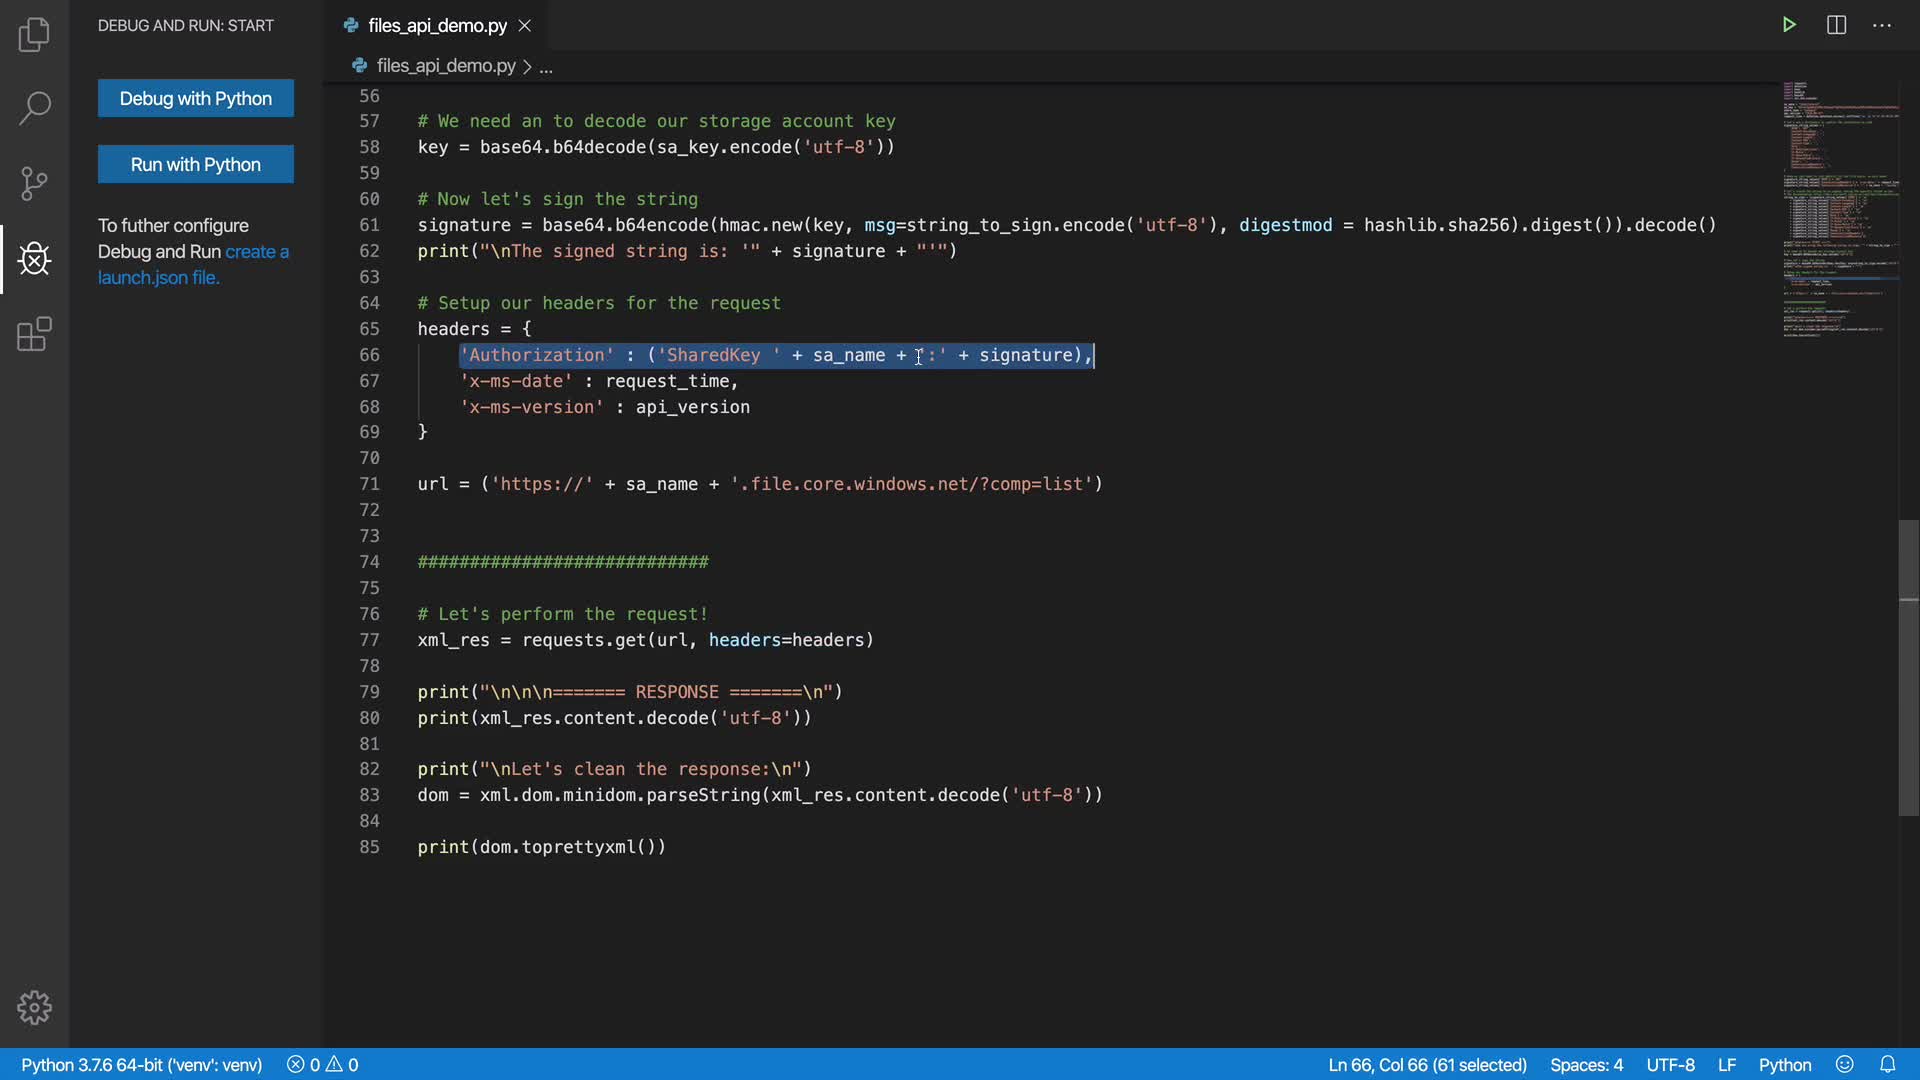 DEBUG AND RUN: START
Debug with Python
Run with Python
To futher configure
Debug and Run create a
launch.json file.
files_api_demo.py
files_api_demo.py > ...
56
57 # We need an to decode our storage account key
58 key = base64.b64decode(sa_key.encode('utf-8'))
59
60 # Now let's sign the string
61 signature = base64.b64encode(hmac.new(key, msg=string_to_sign.encode('utf-8'), digestmod = hashlib.sha256).digest()).decode()
62 print("\nThe signed string is: '" + signature + "'")
63
64 # Setup our headers for the request
65 headers = {
66 'Authorization' : ('SharedKey ' + sa_name + ':' + signature),
67 'x-ms-date' : request_time,
68 'x-ms-version' : api_version
69 }
70
71 url = ('https://' + sa_name + '.file.core.windows.net/?comp=list')
72
73
74 ############################
75
76 # Let's perform the request!
77 xml_res = requests.get(url, headers=headers)
78
79 print("\n\n\n======= RESPONSE =======\n")
80 print(xml_res.content.decode('utf-8'))
81
82 print("\nLet's clean the response:\n")
83 dom = xml.dom.minidom.parseString(xml_res.content.decode('utf-8'))
84
85 print(dom.toprettyxml())
Python 3.7.6 64-bit ('venv': venv) 0 0 Ln 66, Col 66 (61 selected) Spaces: 4 UTF-8 LF Python